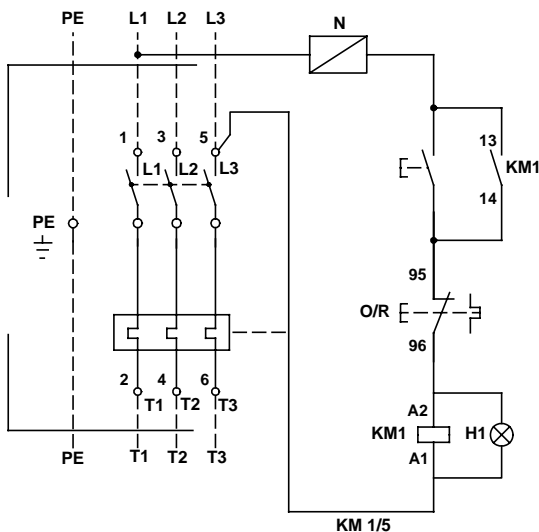 PE L1 L2 L3 N
1 3 5
L1 L2 L3
13
KM1
14
PE
95
O/R
96
2 4 6
T1 T2 T3
A2
KM1 H1
A1
PE T1 T2 T3
KM 1/5